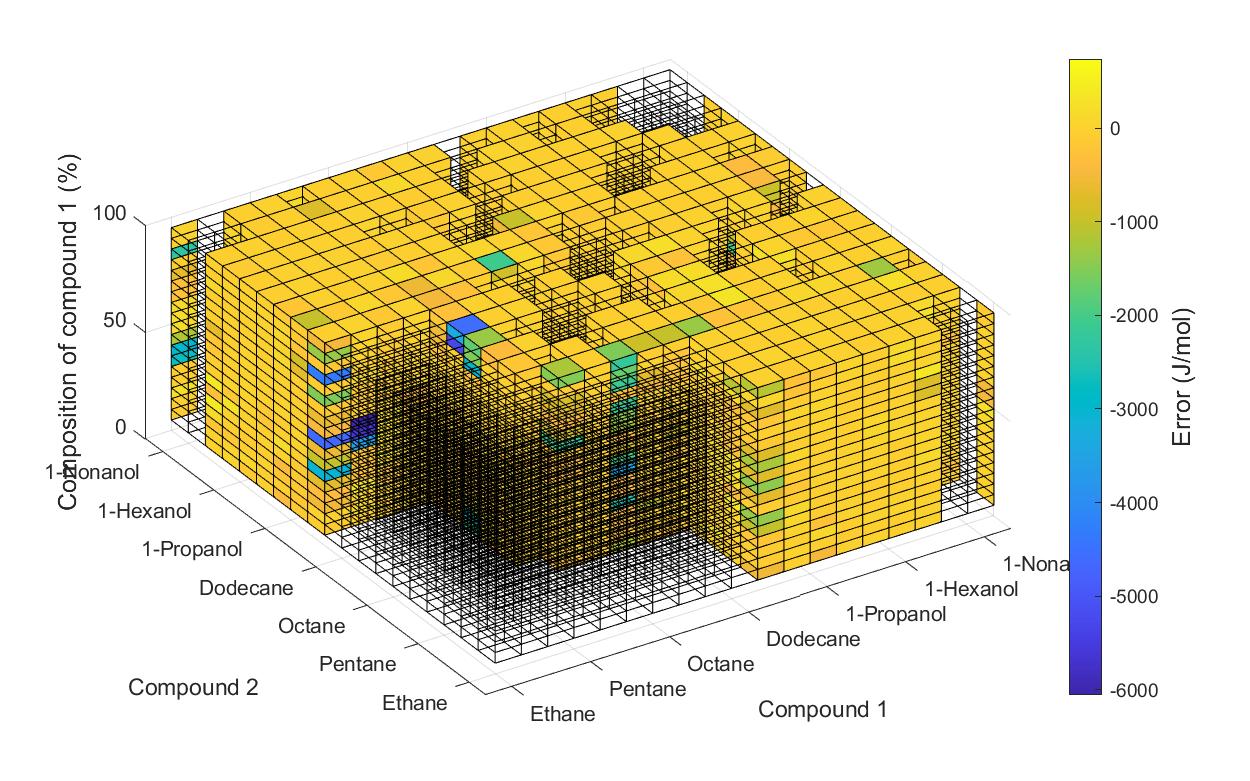 Composition of compound 1 (%)
100
50
0
1-Nonanol
1-Hexanol
1-Propanol
Dodecane
Octane
Pentane
Ethane
Compound 2
Ethane
Pentane
Octane
Dodecane
1-Propanol
1-Hexanol
1-Nona
Compound 1
0
-1000
-2000
-3000
-4000
-5000
-6000
Error (J/mol)